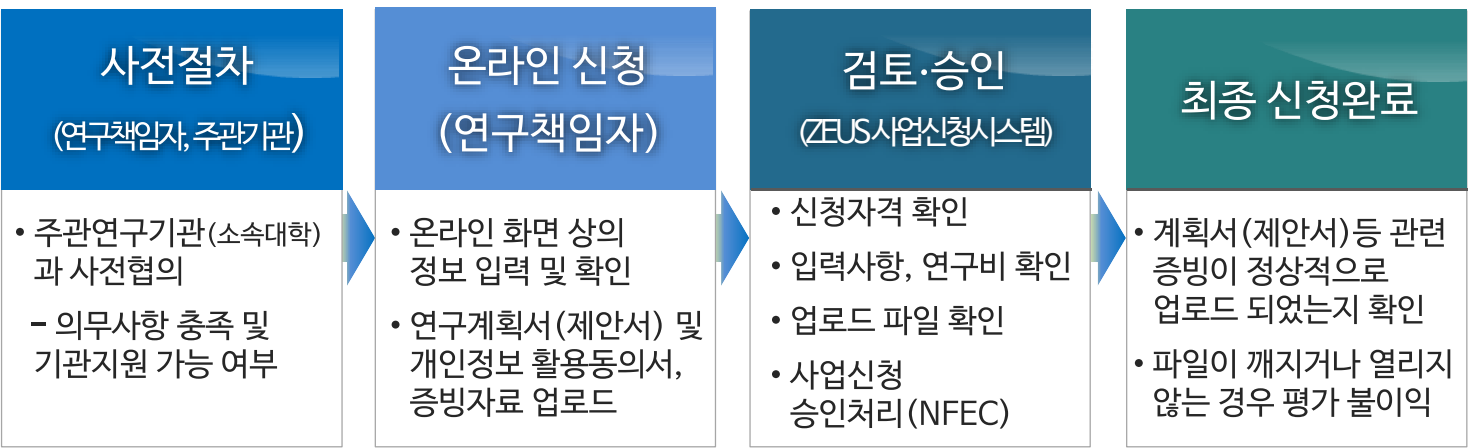 사전절차
(연구책임자, 주관기관)
• 주관연구기관(소속대학)
과 사전협의
– 의무사항 충족 및
기관지원 가능 여부
온라인 신청
(연구책임자)
• 온라인 화면 상의
정보 입력 및 확인
• 연구계획서(제안서) 및
개인정보 활용동의서,
증빙자료 업로드
검토·승인
(ZEUS 사업신청시스템)
• 신청자격 확인
• 입력사항, 연구비 확인
• 업로드 파일 확인
• 사업신청
승인처리(NFEC)
최종 신청완료
• 계획서(제안서)등 관련
증빙이 정상적으로
업로드 되었는지 확인
• 파일이 깨지거나 열리지
않는 경우 평가 불이익